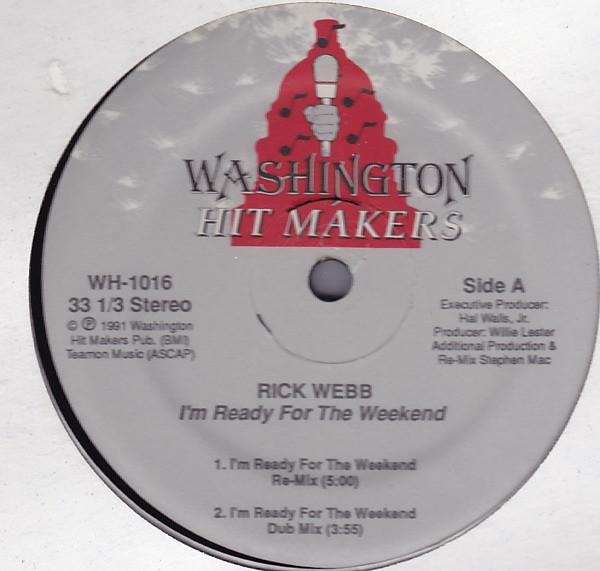 WASHINGTON
HIT MAKERS
WH-1016
33 1/3 Stereo
© ℗ 1991 Washington
Hit Makers Pub. (BMI)
Teamon Music (ASCAP)
Side A
Executive Producer:
Hal Walls, Jr.
Producer: Willie Lester
Additional Production &
Re-Mix Stephen Mac
RICK WEBB
I'm Ready For The Weekend
1. I'm Ready For The Weekend
Re-Mix (5:00)
2. I'm Ready For The Weekend
Dub Mix (3:55)